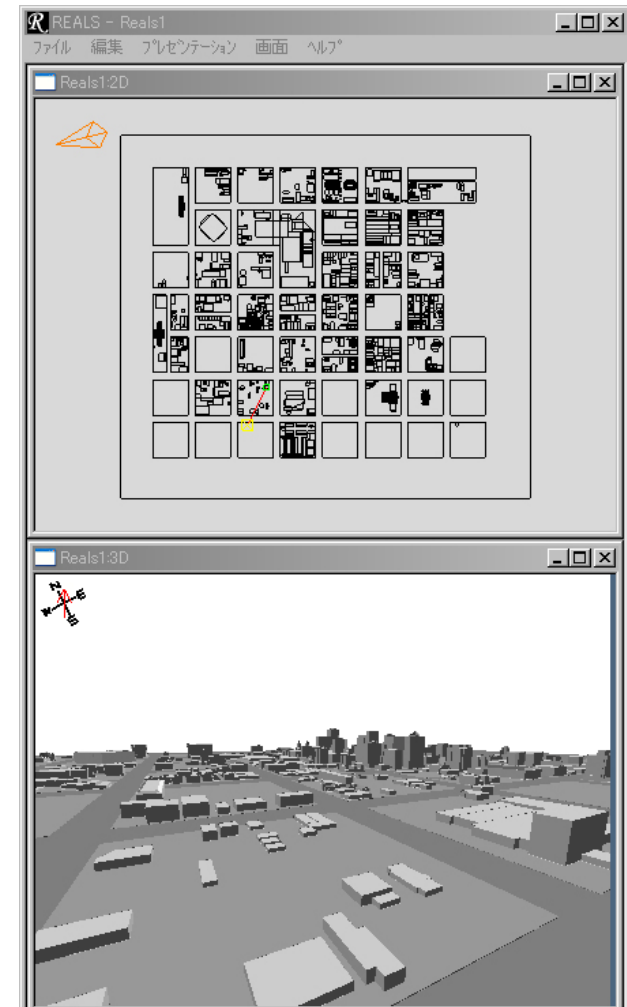 R REALS - Reals1
ファイル 編集 プレゼンテーション 画面 ヘルプ
Reals1:2D
Reals1:3D
N
E
W
S